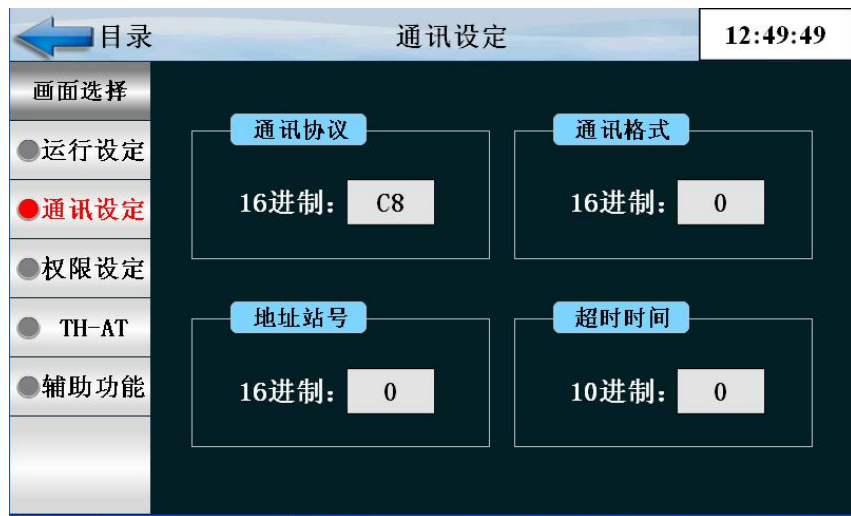 目录
通讯设定
12:49:49
画面选择
运行设定
通讯设定
权限设定
TH-AT
辅助功能
通讯协议
16进制: C8
通讯格式
16进制: 0
地址站号
16进制: 0
超时时间
10进制: 0